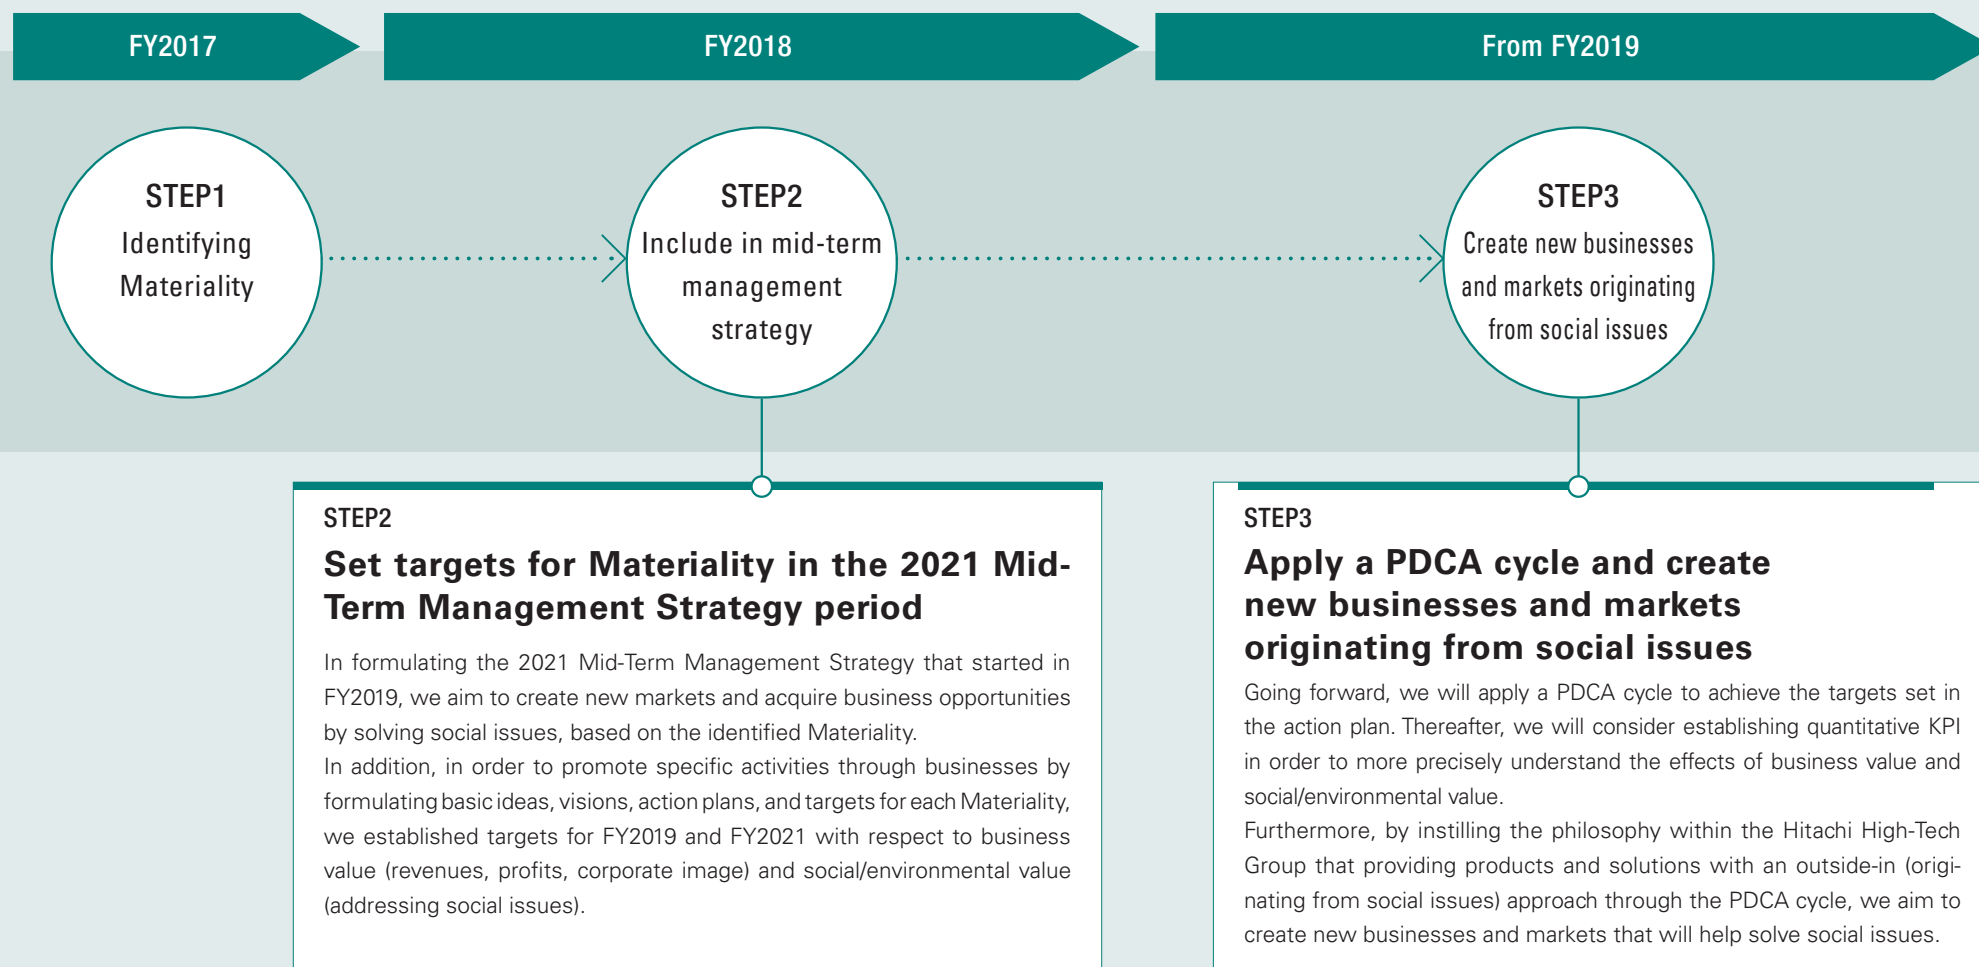 FY2017
FY2018
From FY2019
STEP1
Identifying
Materiality
STEP2
Include in mid-term
management
strategy
STEP3
Create new businesses
and markets originating
from social issues
STEP2
Set targets for Materiality in the 2021 Mid-
Term Management Strategy period
In formulating the 2021 Mid-Term Management Strategy that started in
FY2019, we aim to create new markets and acquire business opportunities
by solving social issues, based on the identified Materiality.
In addition, in order to promote specific activities through businesses by
formulating basic ideas, visions, action plans, and targets for each Materiality,
we established targets for FY2019 and FY2021 with respect to business
value (revenues, profits, corporate image) and social/environmental value
(addressing social issues).
STEP3
Apply a PDCA cycle and create
new businesses and markets
originating from social issues
Going forward, we will apply a PDCA cycle to achieve the targets set in
the action plan. Thereafter, we will consider establishing quantitative KPI
in order to more precisely understand the effects of business value and
social/environmental value.
Furthermore, by instilling the philosophy within the Hitachi High-Tech
Group that providing products and solutions with an outside-in (origi-
nating from social issues) approach through the PDCA cycle, we aim to
create new businesses and markets that will help solve social issues.